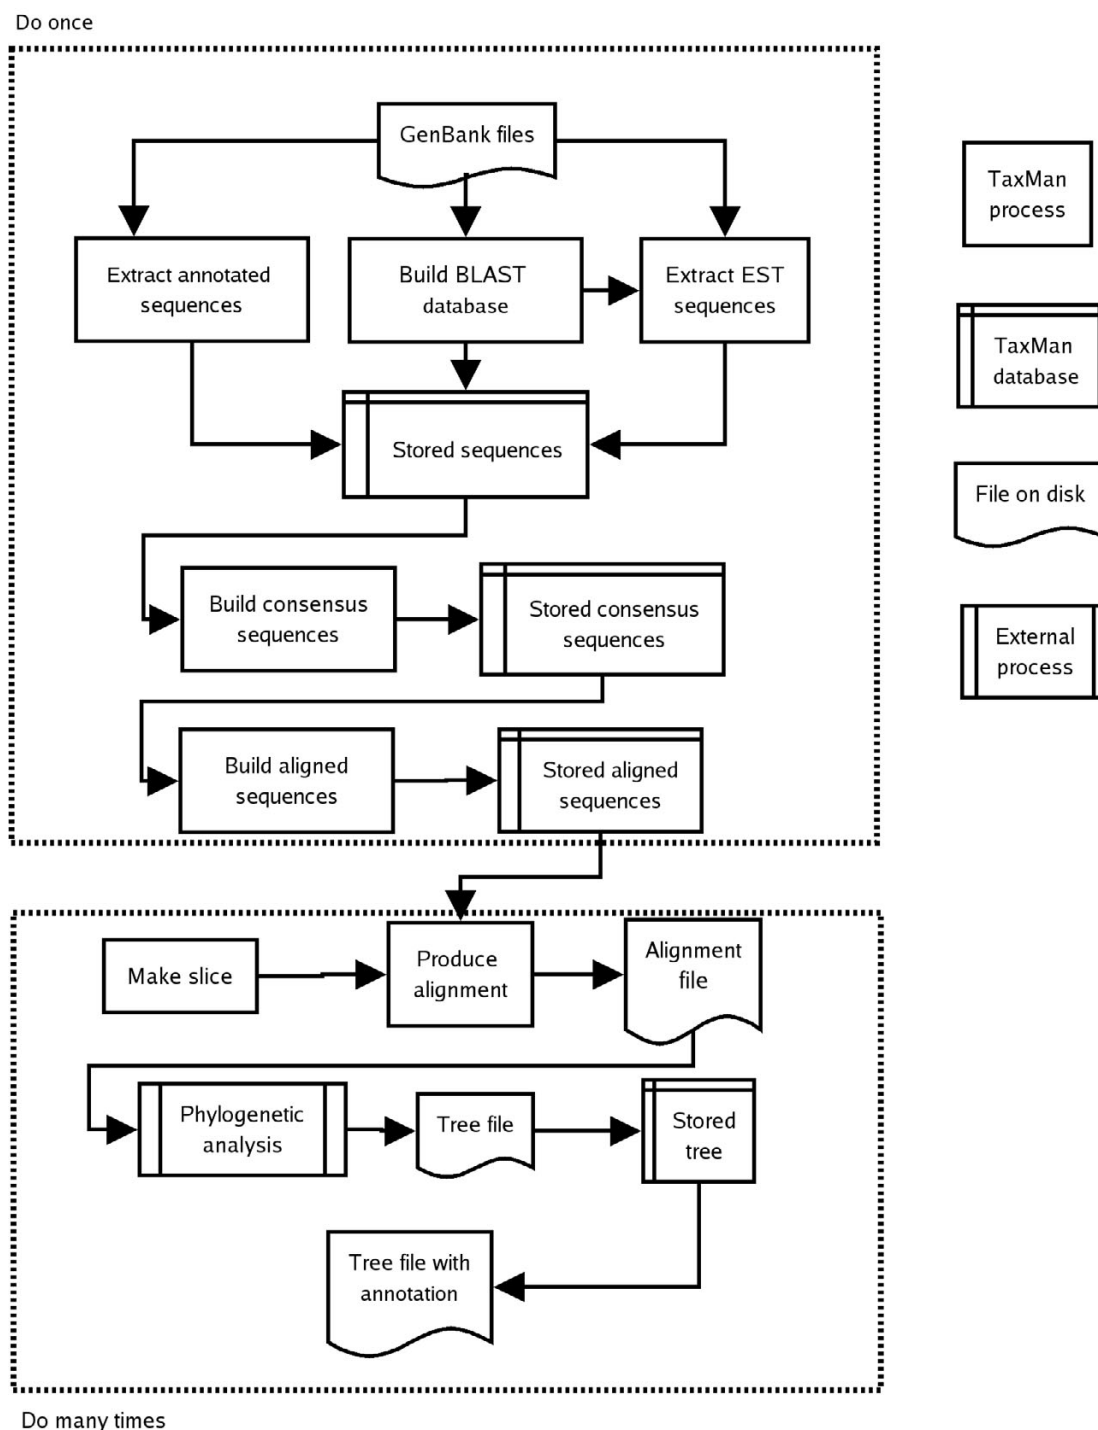 Do once
GenBank files
Extract annotated
sequences
Build BLAST
database
Extract EST
sequences
Stored sequences
Build consensus
sequences
Stored consensus
sequences
Build aligned
sequences
Stored aligned
sequences
Make slice
Produce
alignment
Alignment
file
Phylogenetic
analysis
Tree file
Stored
tree
Tree file with
annotation
Do many times
TaxMan
process
TaxMan
database
File on disk
External
process